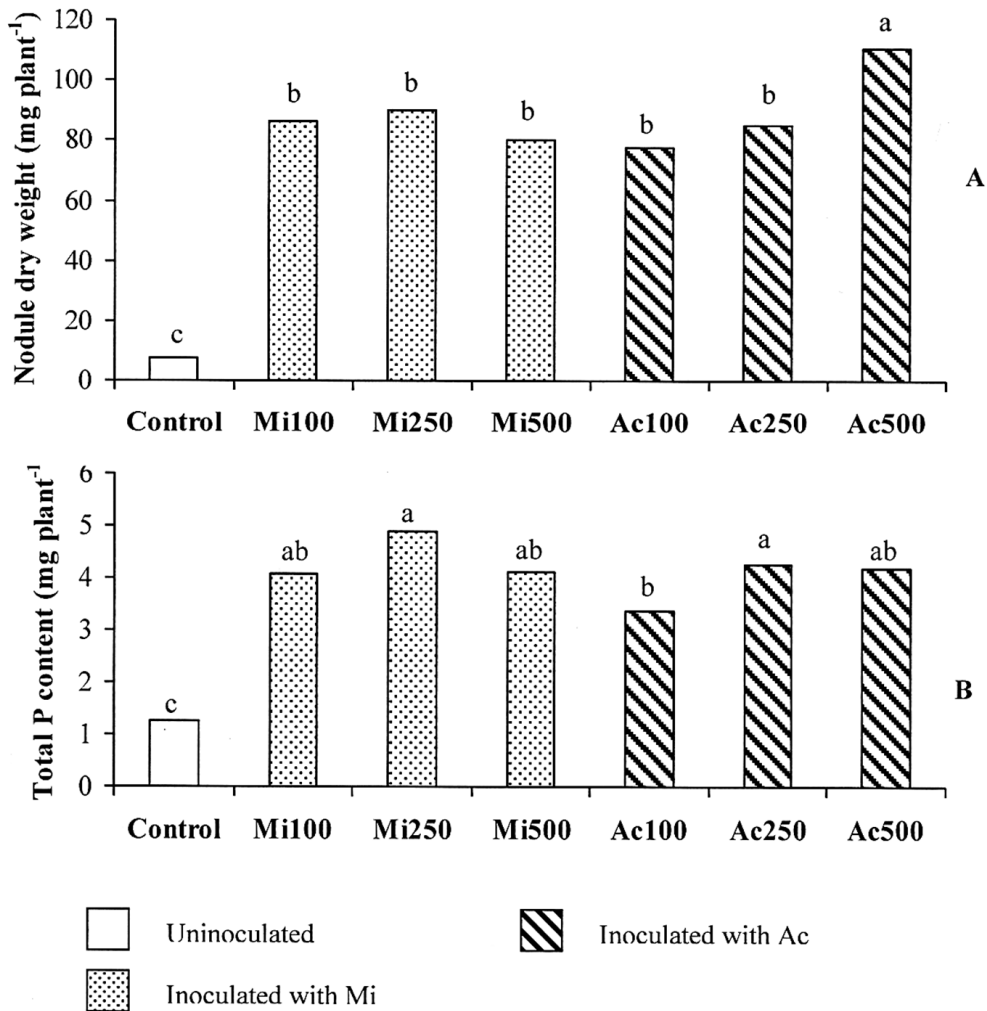 Nodule dry weight (mg plant⁻¹)
120
100
80
60
40
20
0
c
b
b
b
b
b
a
A
Control Mi100 Mi250 Mi500 Ac100 Ac250 Ac500
Total P content (mg plant⁻¹)
6
5
4
3
2
1
0
c
ab
a
ab
b
a
ab
B
Control Mi100 Mi250 Mi500 Ac100 Ac250 Ac500
Uninoculated
Inoculated with Ac
Inoculated with Mi